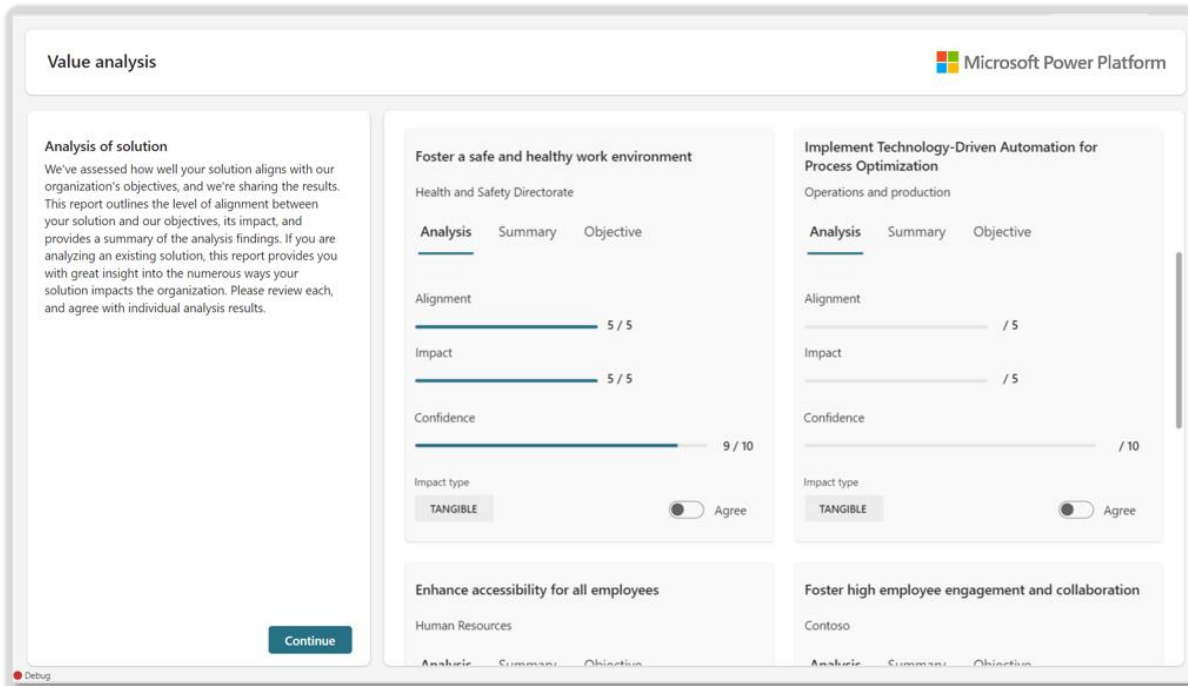 Value analysis
Microsoft Power Platform
Analysis of solution
We've assessed how well your solution aligns with our
organization's objectives, and we're sharing the results.
This report outlines the level of alignment between
your solution and our objectives, its impact, and
provides a summary of the analysis findings. If you are
analyzing an existing solution, this report provides you
with great insight into the numerous ways your
solution impacts the organization. Please review each,
and agree with individual analysis results.
Continue
Foster a safe and healthy work environment
Health and Safety Directorate
Analysis Summary Objective
Alignment
5 / 5
Impact
5 / 5
Confidence
9 / 10
Impact type
TANGIBLE Agree
Implement Technology-Driven Automation for
Process Optimization
Operations and production
Analysis Summary Objective
Alignment
/ 5
Impact
/ 5
Confidence
/ 10
Impact type
TANGIBLE Agree
Enhance accessibility for all employees
Human Resources
Analysis Summary Objective
Foster high employee engagement and collaboration
Contoso
Analysis Summary Objective
Debug